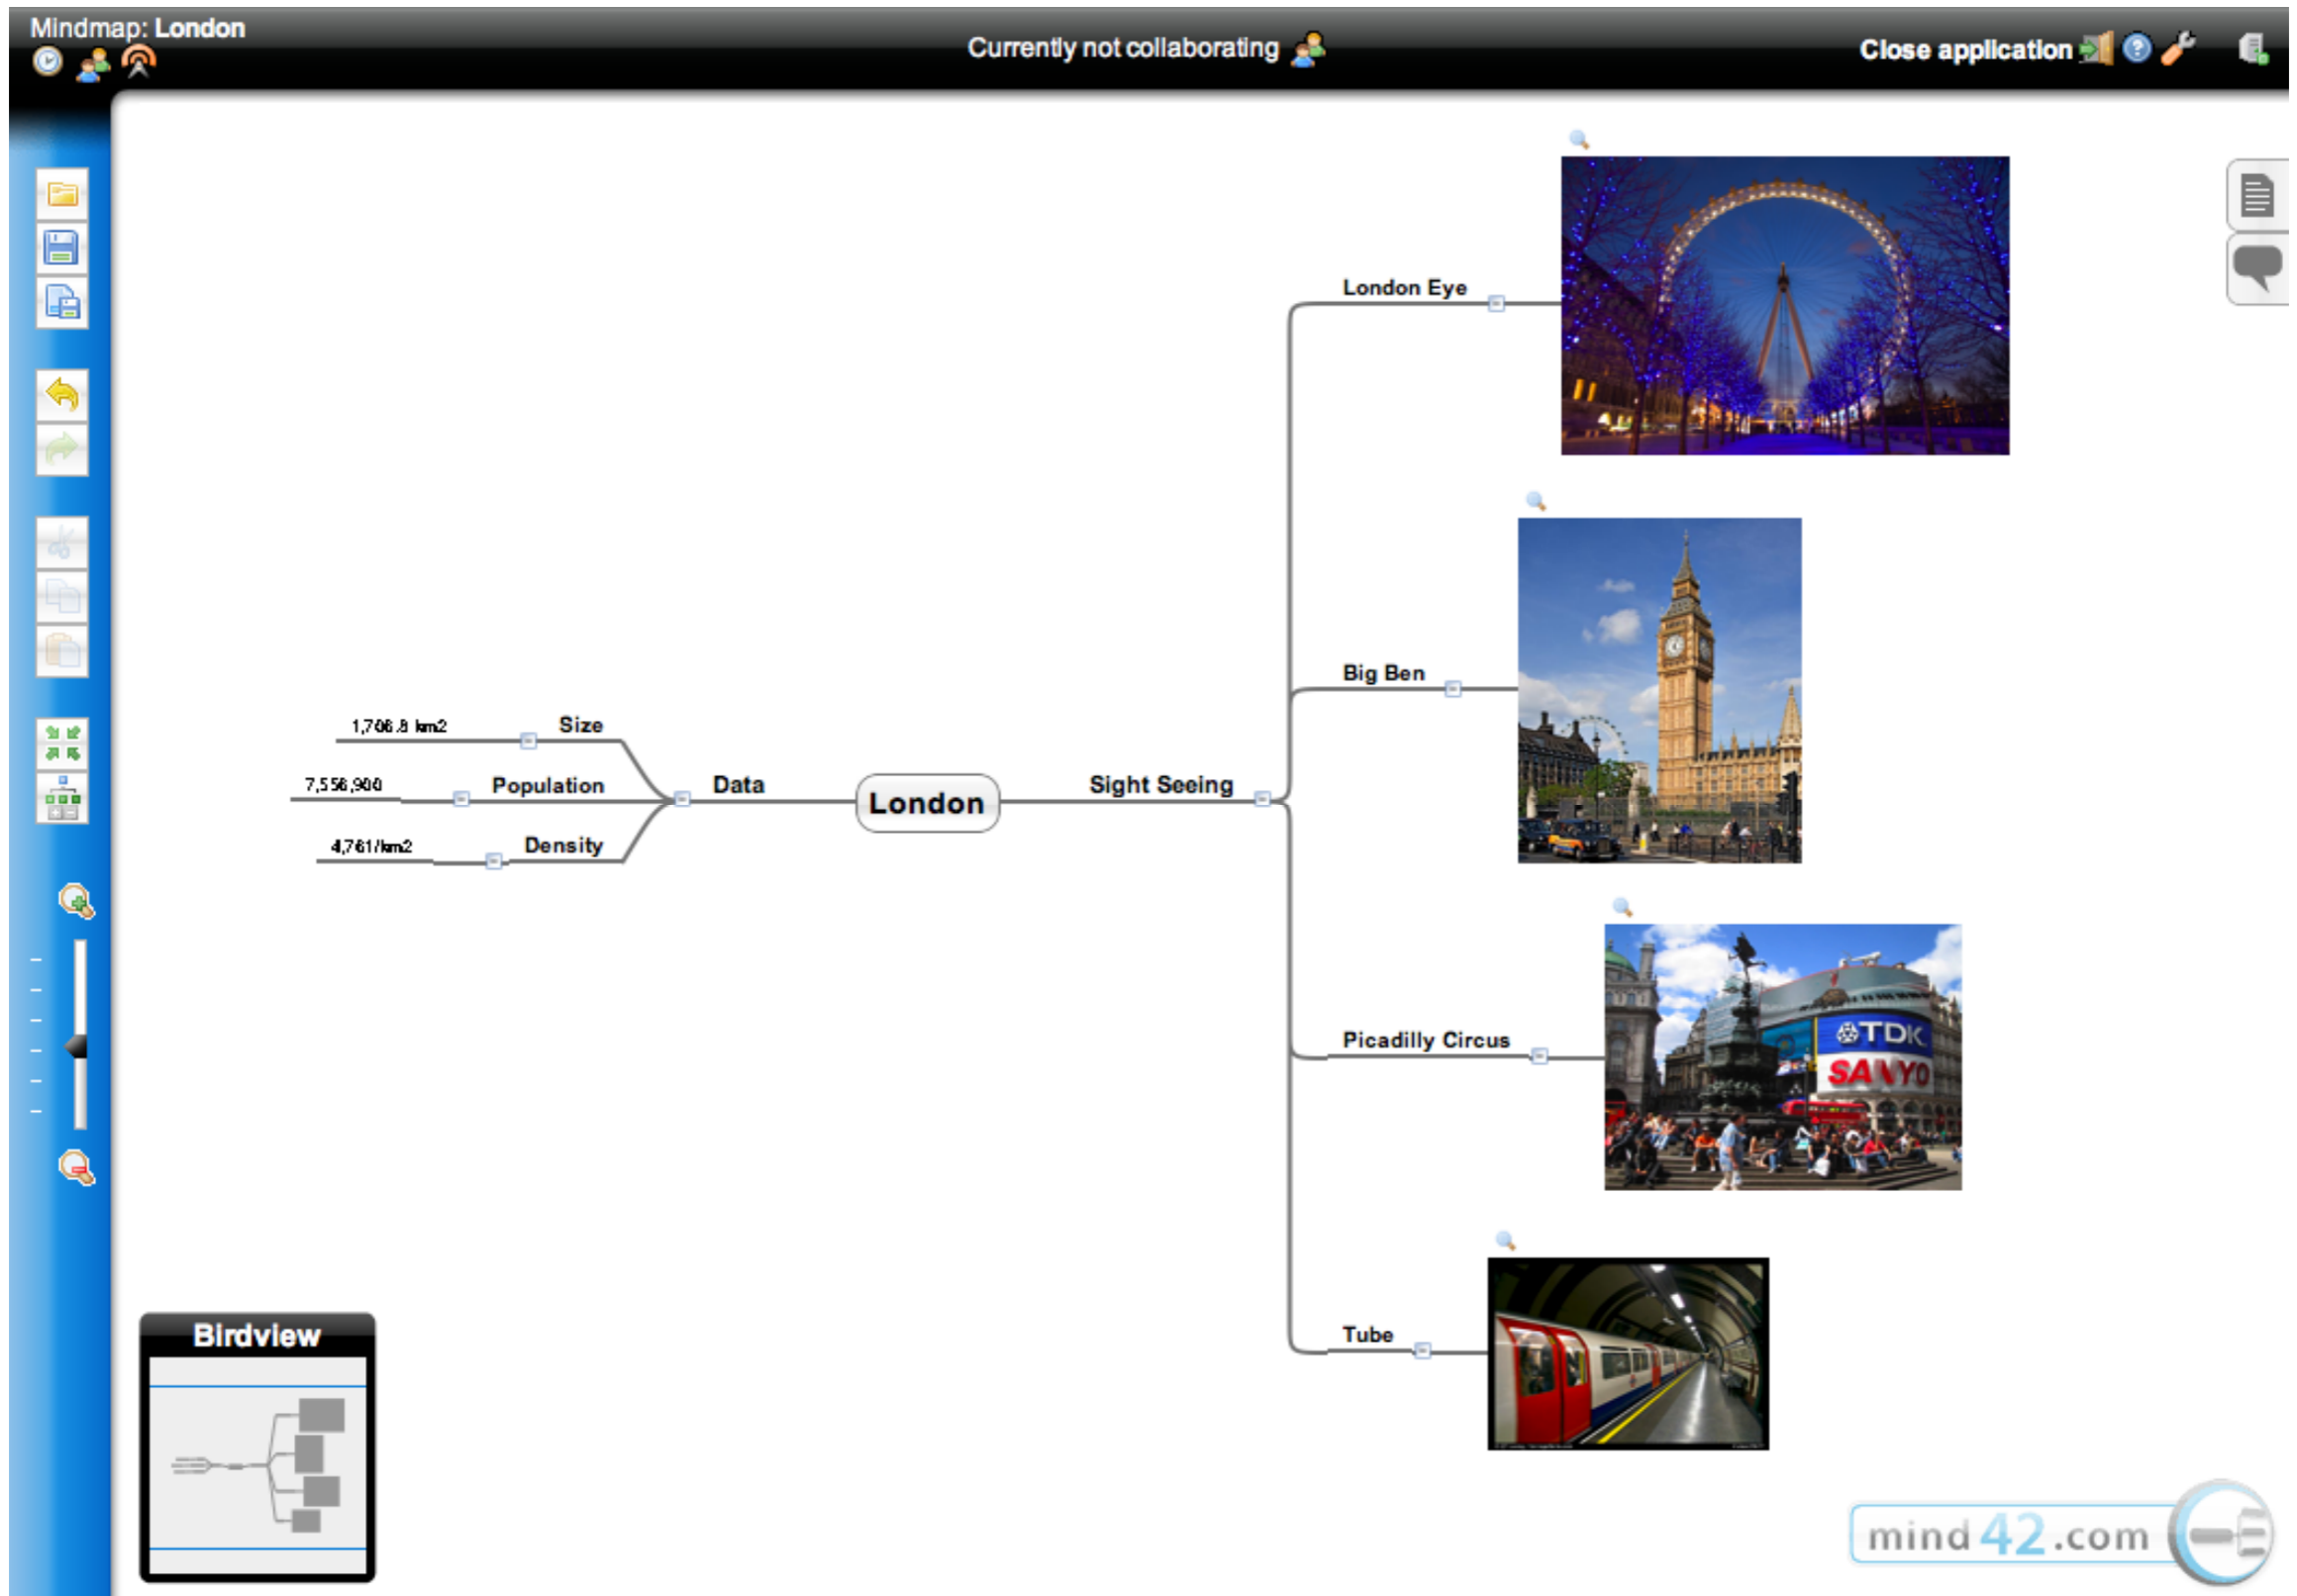 Mindmap: London
Currently not collaborating
Close application
London Eye
Big Ben
1,706.8 km2
Size
7,556,900
Population
Data
London
Sight Seeing
4,761/km2
Density
TDK
SANYO
Picadilly Circus
Tube
Birdview
mind42.com